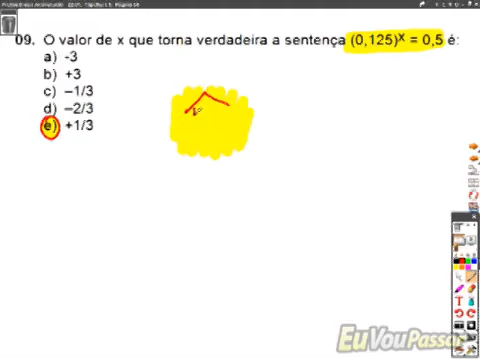 09. O valor de x que torna verdadeira a sentença (0,125)ˣ = 0,5 é:
a) -3
b) +3
c) –1/3
d) –2/3
e) +1/3
EuVouPassar